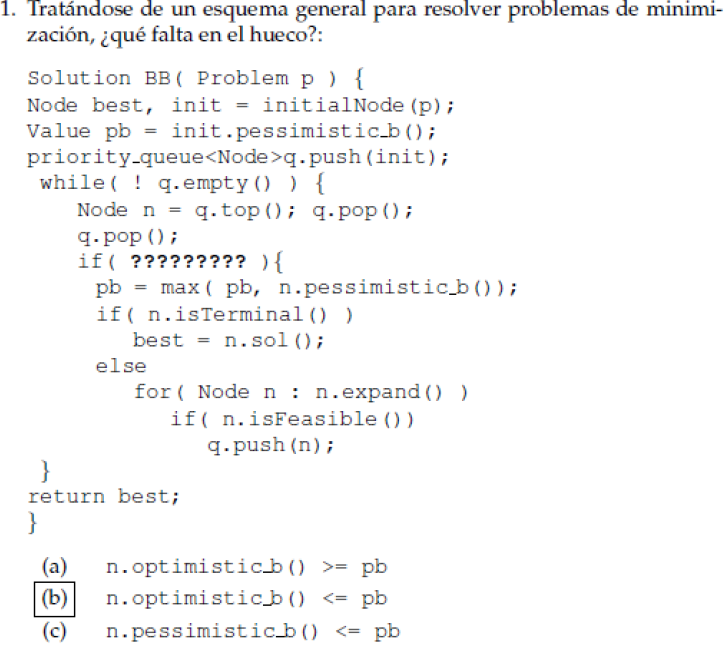 1. Tratándose de un esquema general para resolver problemas de minimi-
zación, ¿qué falta en el hueco?:
Solution BB( Problem p ) {
Node best, init = initialNode(p);
Value pb = init.pessimistic_b();
priority_queue<Node>q.push(init);
while( ! q.empty() ) {
Node n = q.top(); q.pop();
q.pop();
if( ????????? ){
pb = max( pb, n.pessimistic_b());
if( n.isTerminal() )
best = n.sol();
else
for( Node n : n.expand() )
if( n.isFeasible())
q.push(n);
}
return best;
}
(a) n.optimistic_b() >= pb
(b) n.optimistic_b() <= pb
(c) n.pessimistic_b() <= pb